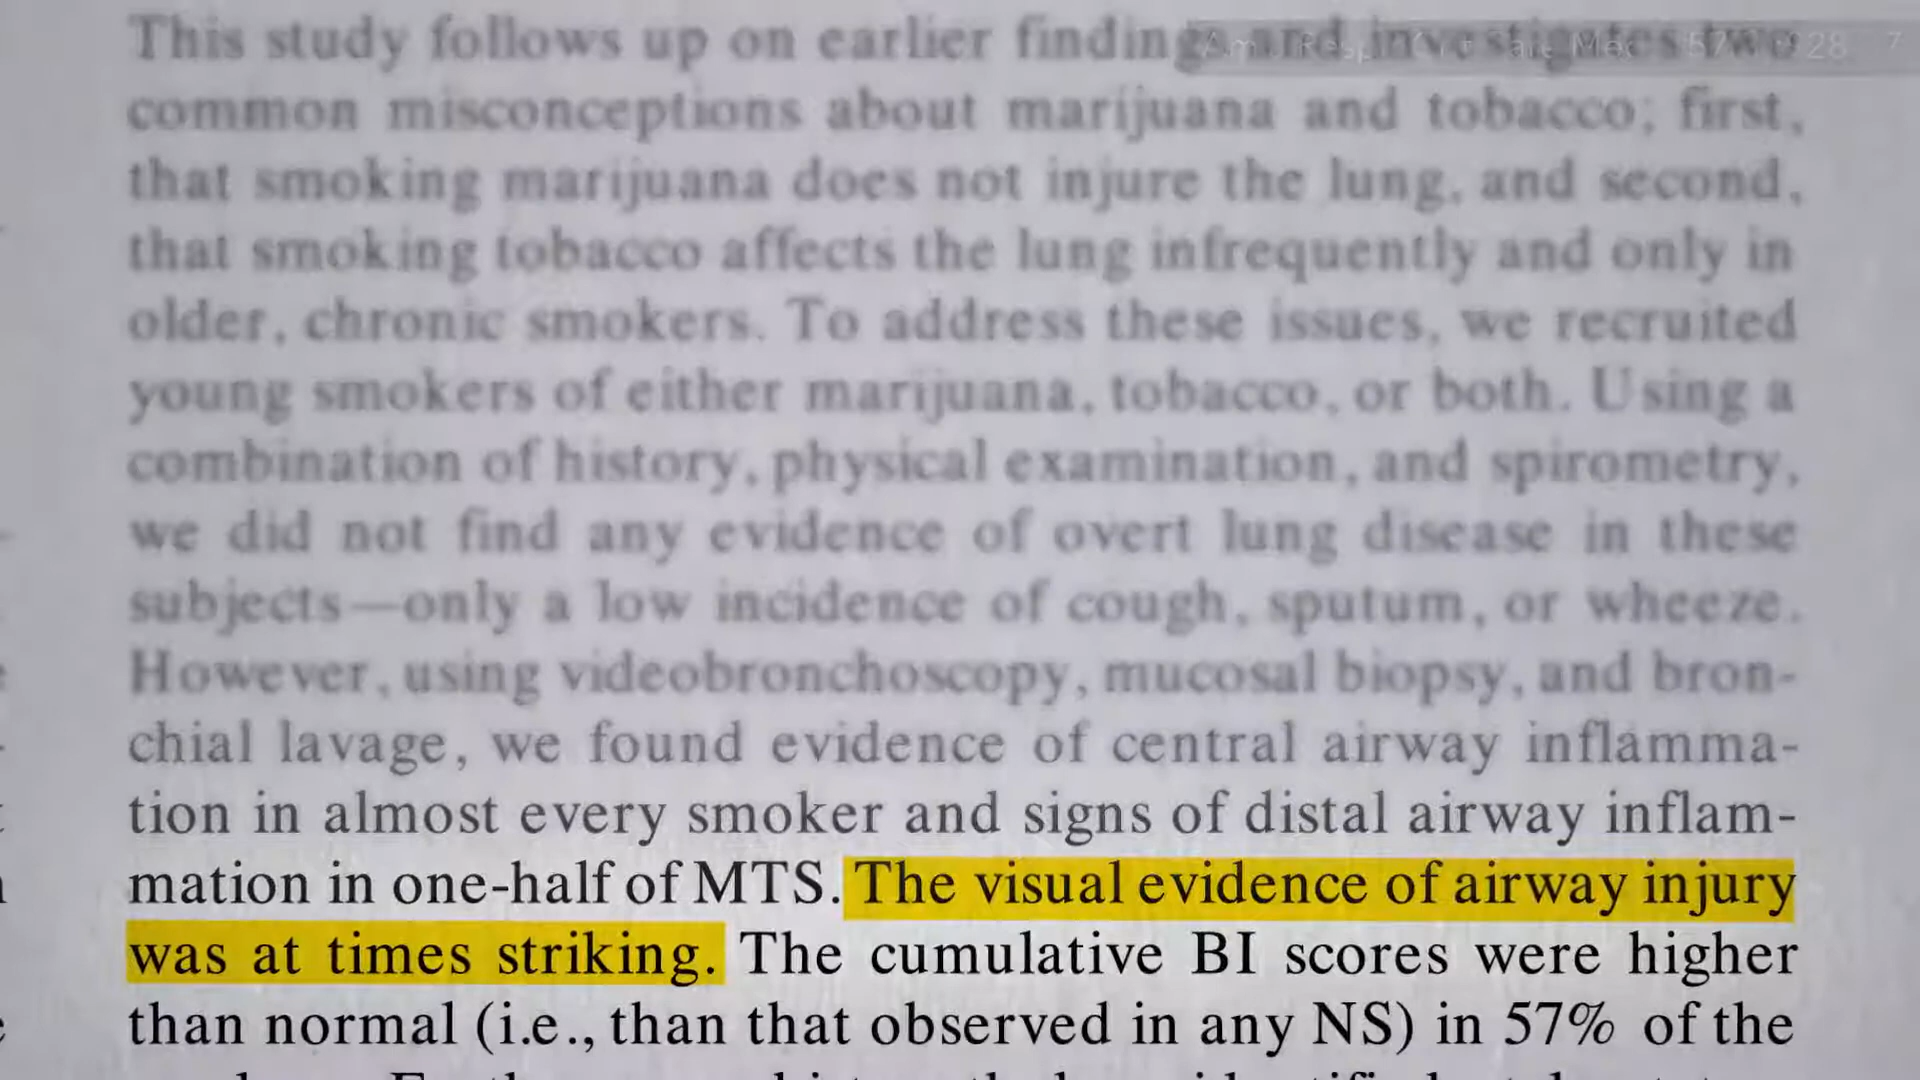 This study follows up on earlier findings and investigates two
common misconceptions about marijuana and tobacco; first,
that smoking marijuana does not injure the lung, and second,
that smoking tobacco affects the lung infrequently and only in
older, chronic smokers. To address these issues, we recruited
young smokers of either marijuana, tobacco, or both. Using a
combination of history, physical examination, and spirometry,
we did not find any evidence of overt lung disease in these
subjects—only a low incidence of cough, sputum, or wheeze.
However, using videobronchoscopy, mucosal biopsy, and bron-
chial lavage, we found evidence of central airway inflamma-
tion in almost every smoker and signs of distal airway inflam-
mation in one-half of MTS. The visual evidence of airway injury
was at times striking. The cumulative BI scores were higher
than normal (i.e., than that observed in any NS) in 57% of the